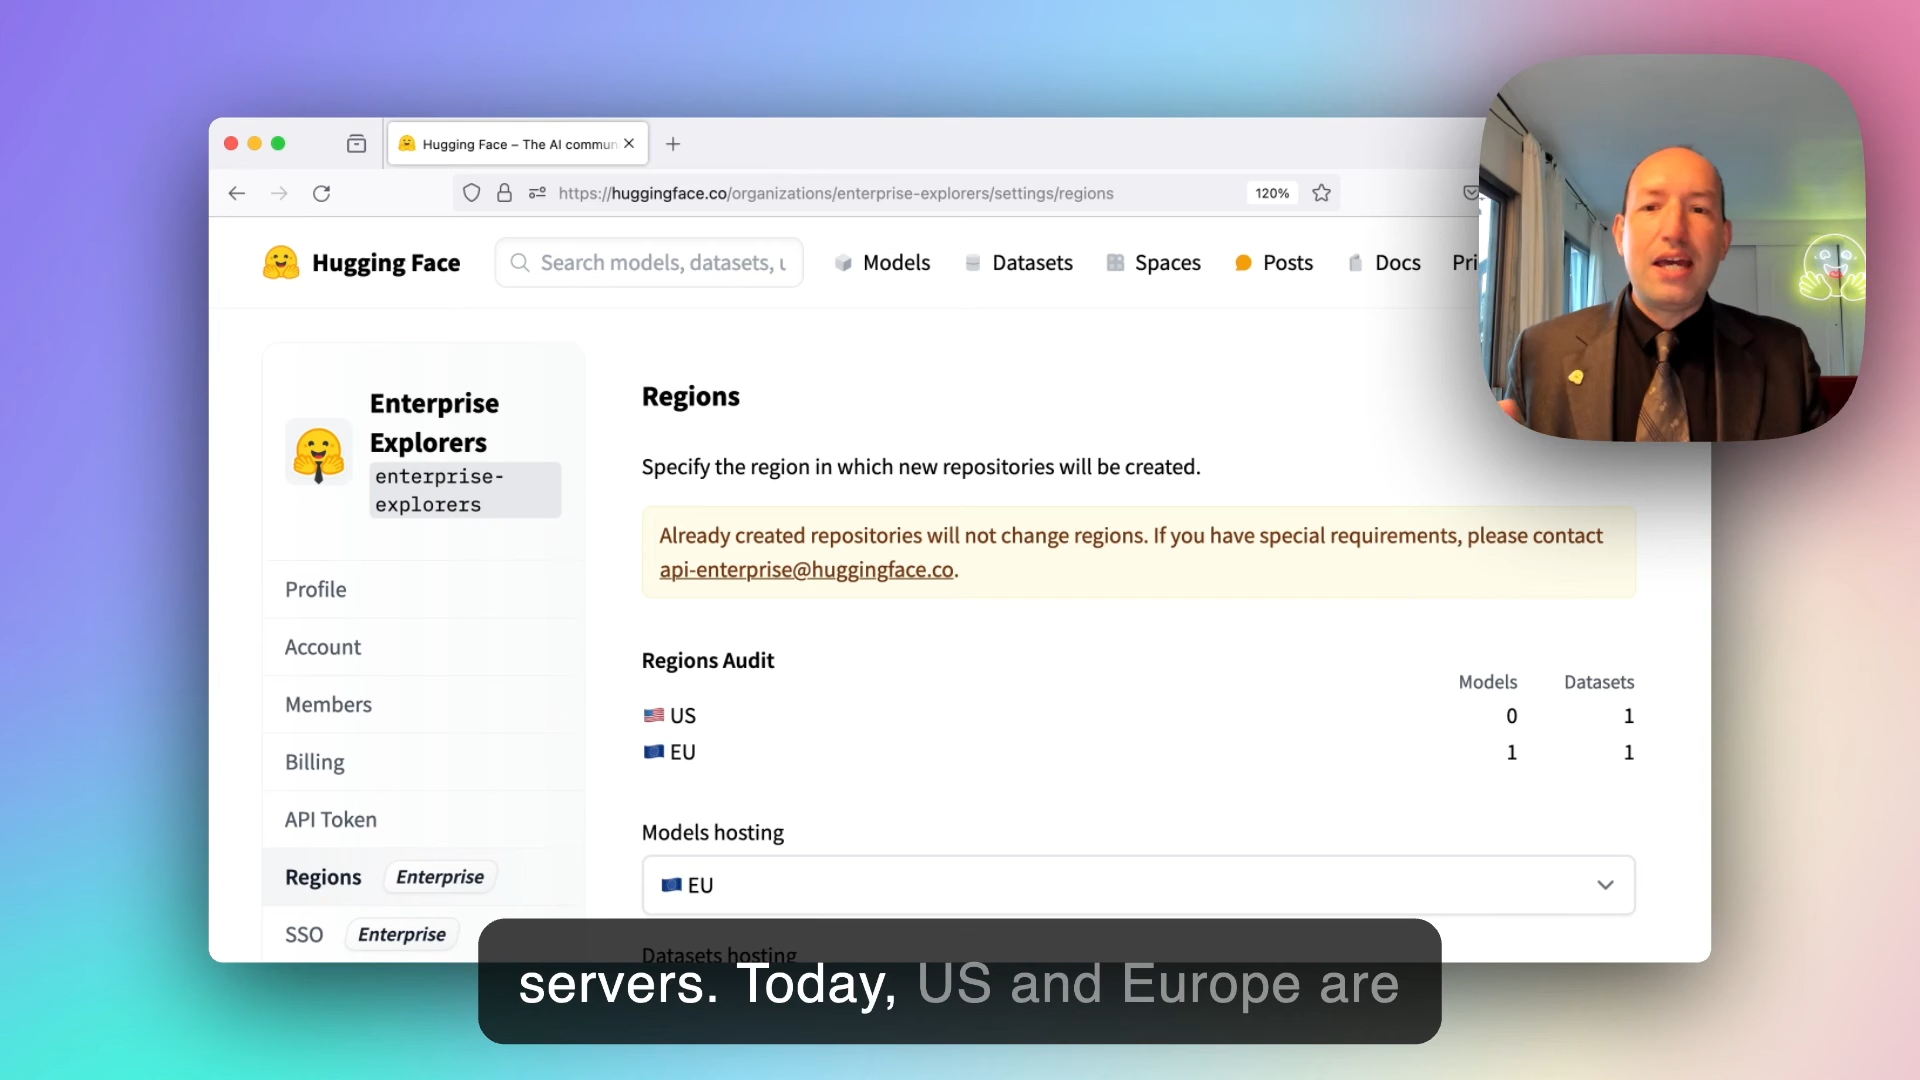 Hugging Face – The AI commun
https://huggingface.co/organizations/enterprise-explorers/settings/regions
120%
Hugging Face
Search models, datasets, u
Models
Datasets
Spaces
Posts
Docs
Pri
Enterprise
Explorers
enterprise-
explorers
Profile
Account
Members
Billing
API Token
Regions Enterprise
SSO Enterprise
Regions
Specify the region in which new repositories will be created.
Already created repositories will not change regions. If you have special requirements, please contact
api-enterprise@huggingface.co.
Regions Audit
Models Datasets
US 0 1
EU 1 1
Models hosting
EU
Datasets hosting
servers. Today, US and Europe are